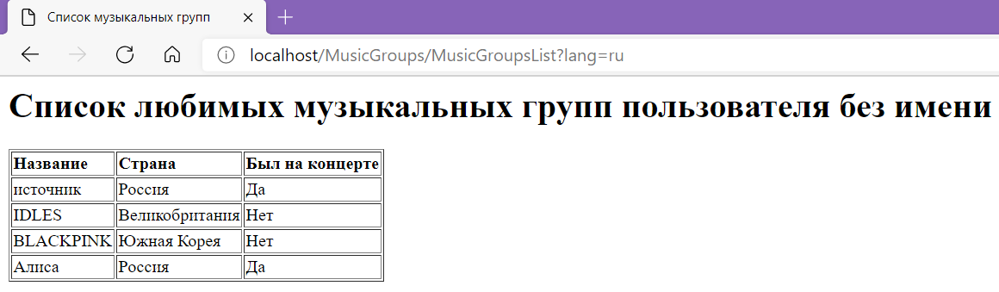 Список музыкальных групп
localhost/MusicGroups/MusicGroupsList?lang=ru
Список любимых музыкальных групп пользователя без имени
Название Страна Был на концерте
источник Россия Да
IDLES Великобритания Нет
BLACKPINK Южная Корея Нет
Алиса Россия Да